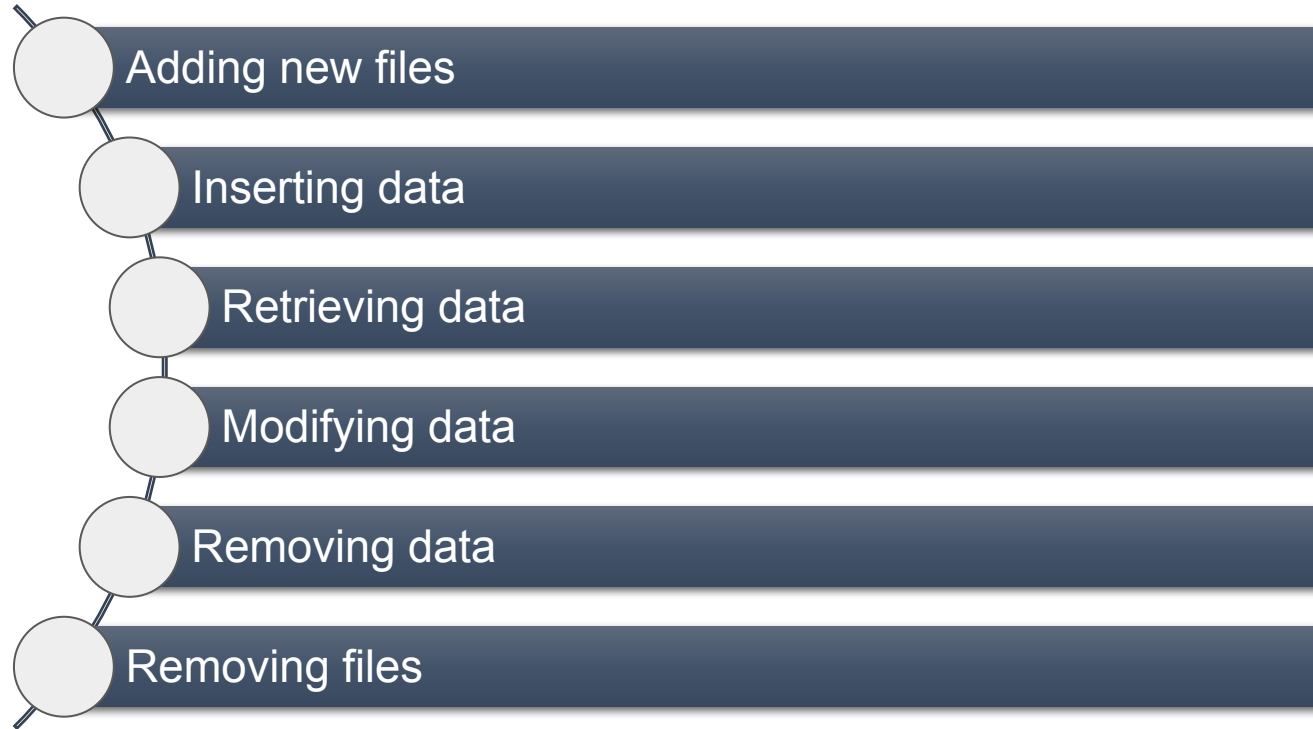 Adding new files
Inserting data
Retrieving data
Modifying data
Removing data
Removing files